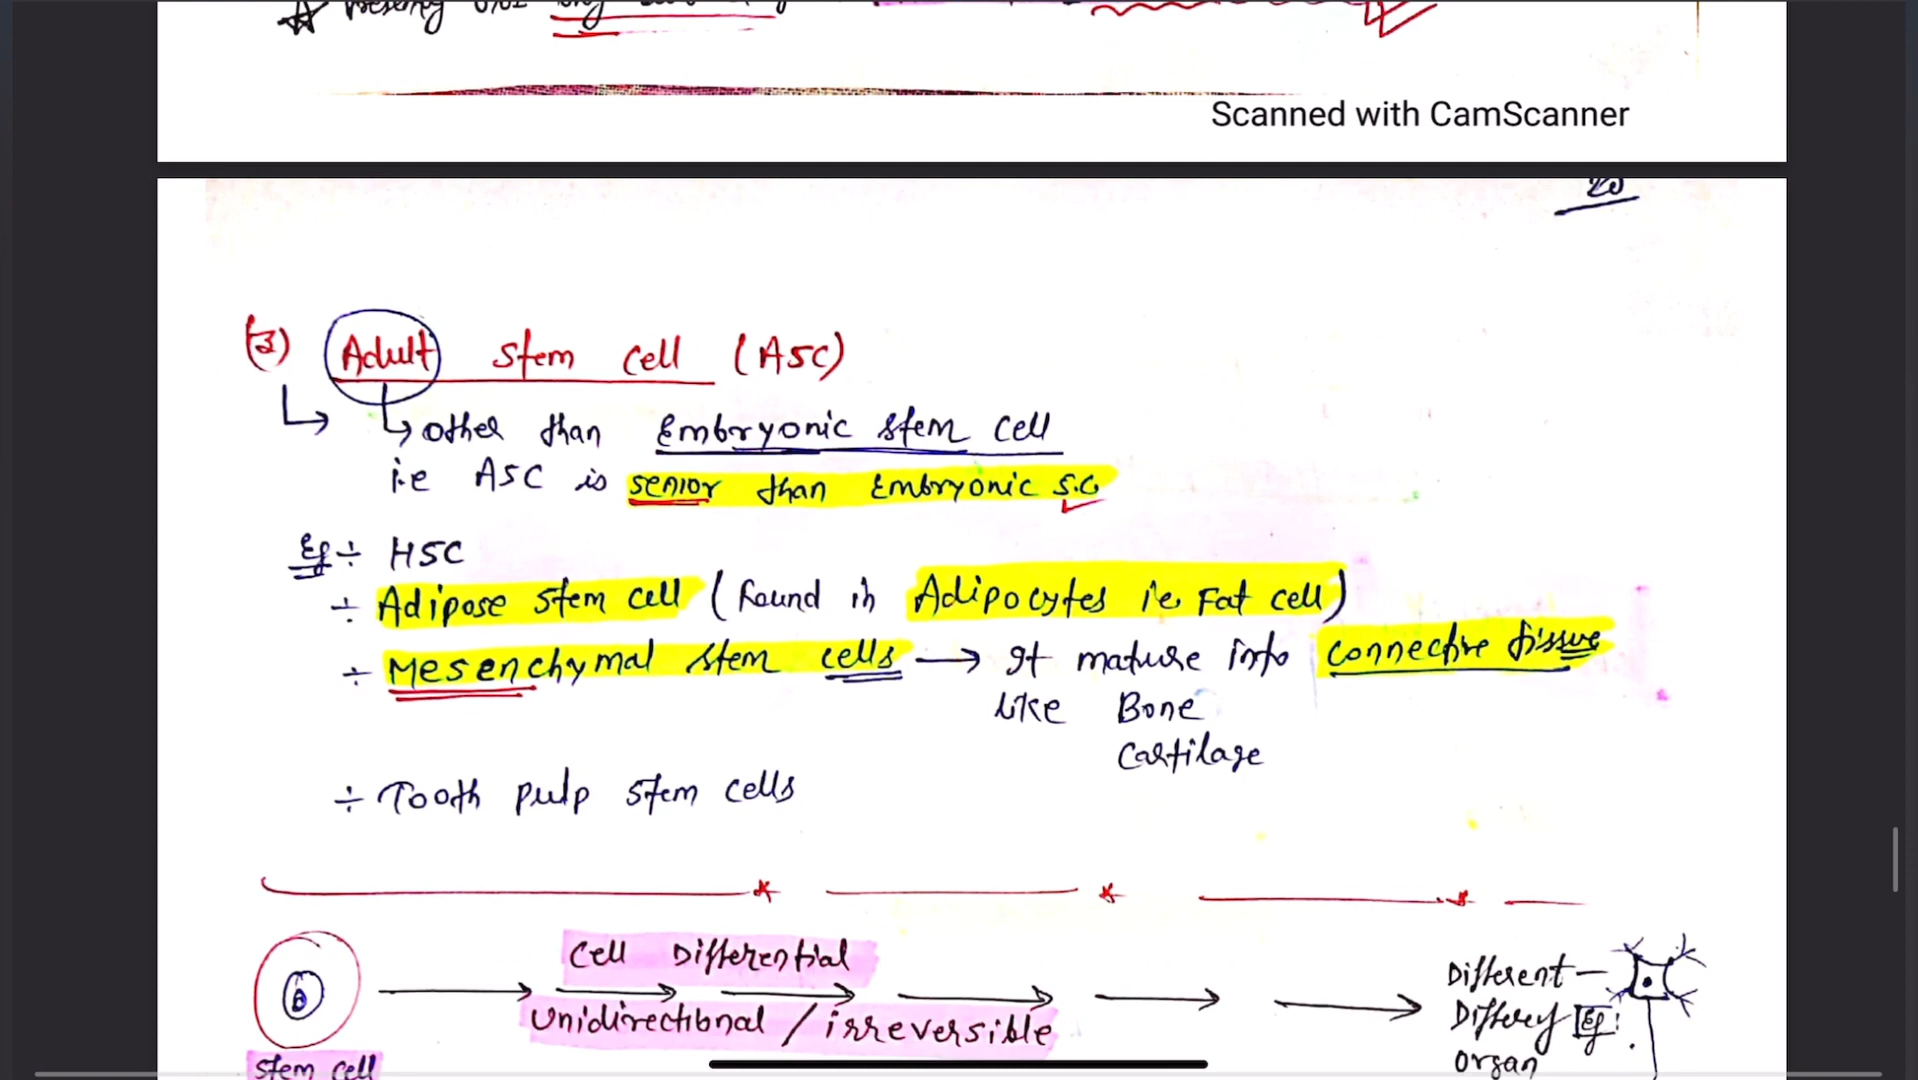 Scanned with CamScanner
20
(3) Adult stem cell (ASC)
↳ ↳ other than Embryonic stem cell
i.e ASC is senior than Embryonic S.C
Eg ÷ HSC
÷ Adipose stem cell (found in Adipocytes i.e Fat cell)
÷ Mesenchymal stem cells → It mature into connective tissue
like Bone
Cartilage
÷ Tooth pulp stem cells
Cell Differential
Unidirectional / irreversible
stem cell
Different
Eg:
organ